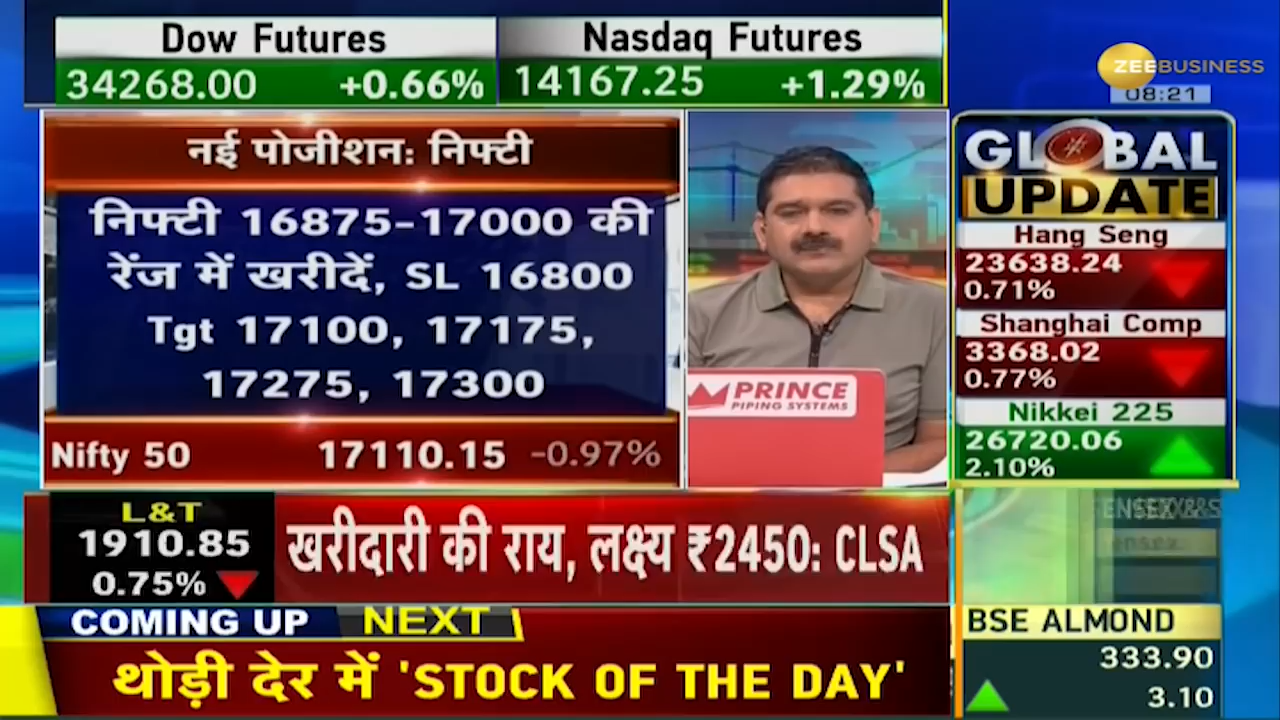 Dow Futures
34268.00 +0.66%
Nasdaq Futures
14167.25 +1.29%
ZEEBUSINESS
08:21
नई पोजीशन: निफ्टी
निफ्टी 16875-17000 की
रेंज में खरीदें, SL 16800
Tgt 17100, 17175,
17275, 17300
Nifty 50 17110.15 -0.97%
PRINCE
PIPING SYSTEMS
GLOBAL
UPDATE
Hang Seng
23638.24
0.71%
Shanghai Comp
3368.02
0.77%
Nikkei 225
26720.06
2.10%
L&T
1910.85
0.75%
खरीदारी की राय, लक्ष्य ₹2450: CLSA
COMING UP NEXT
थोड़ी देर में 'STOCK OF THE DAY'
BSE ALMOND
333.90
3.10